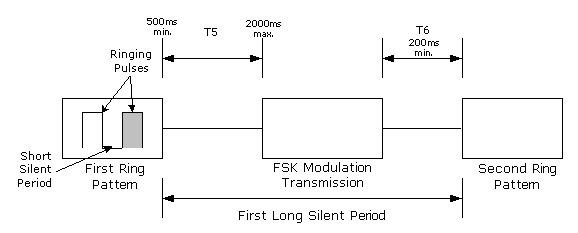 500ms
min.
T5
2000ms
max.
T6
200ms
min.
Ringing
Pulses
Short
Silent
Period
First Ring
Pattern
FSK Modulation
Transmission
Second Ring
Pattern
First Long Silent Period